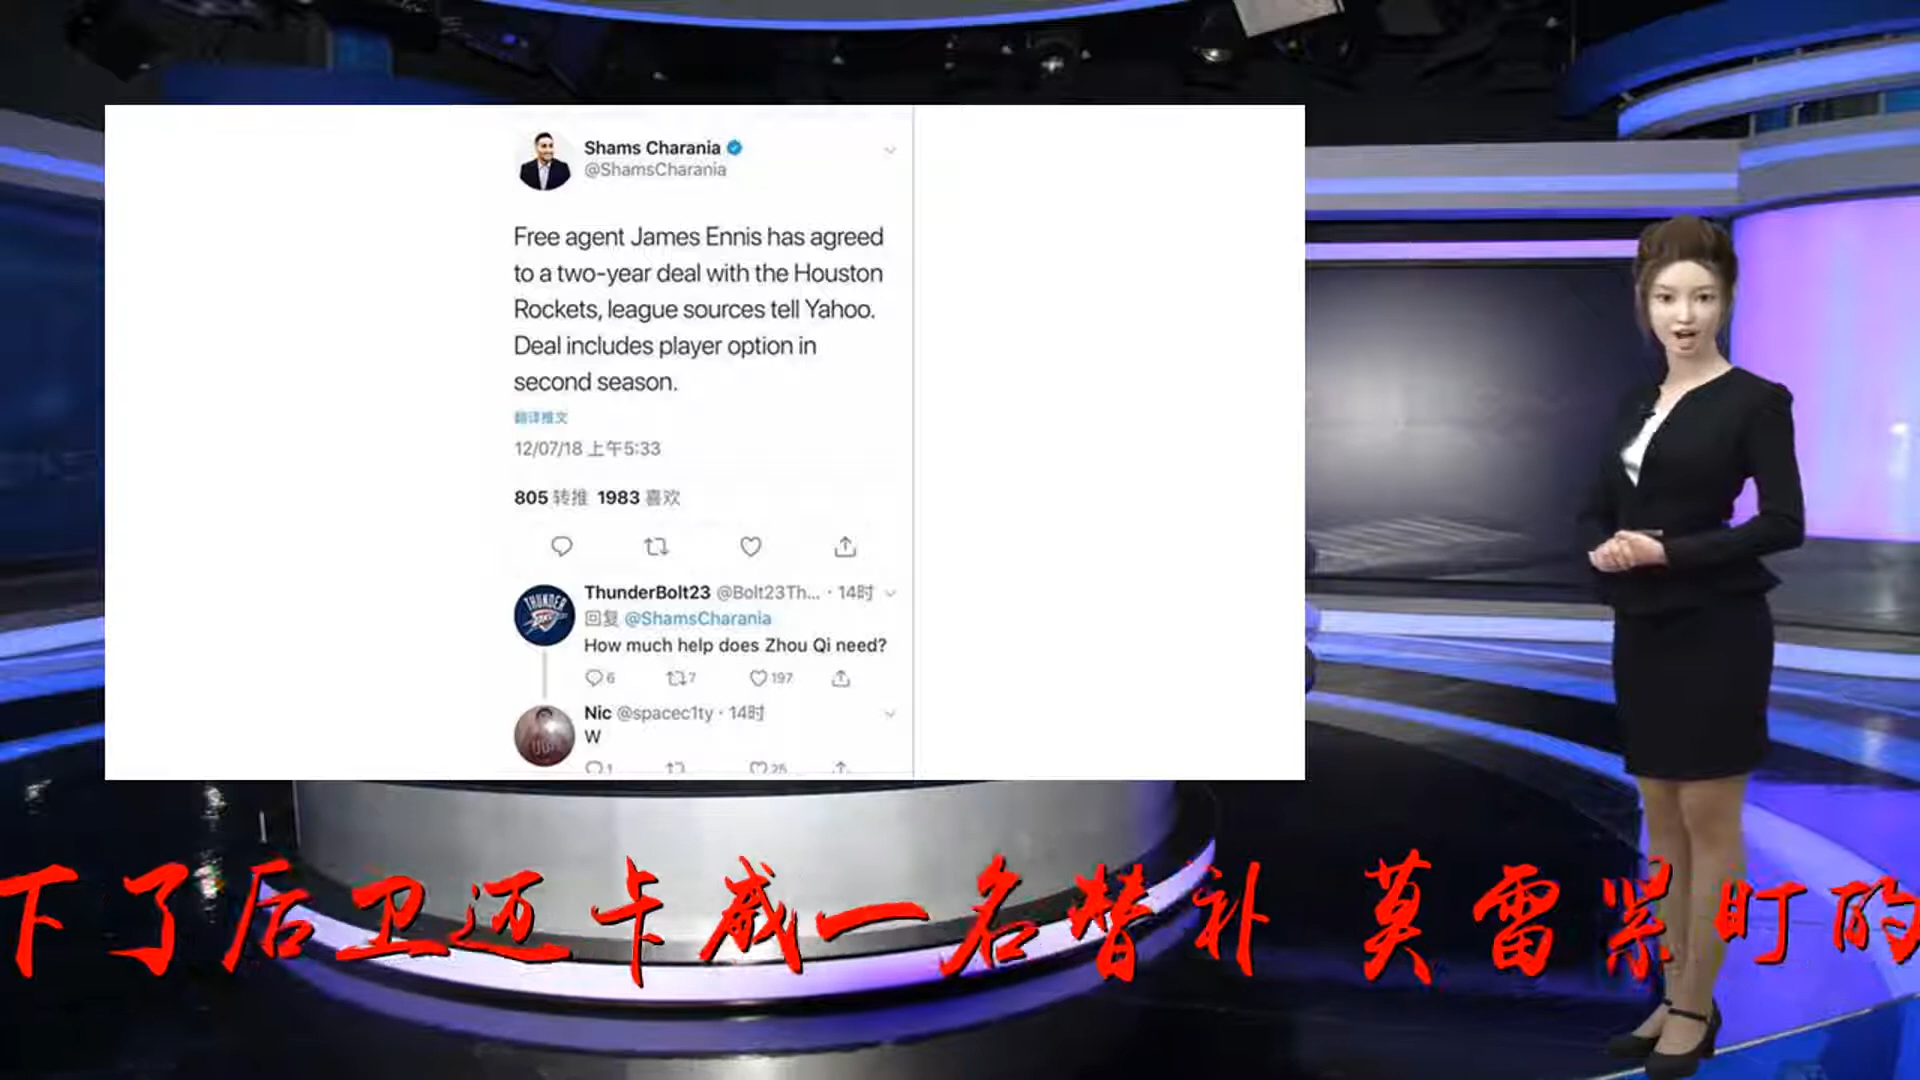 Shams Charania
@ShamsCharania
Free agent James Ennis has agreed
to a two-year deal with the Houston
Rockets, league sources tell Yahoo.
Deal includes player option in
second season.
翻译推文
12/07/18 上午5:33
805 转推 1983 喜欢
ThunderBolt23 @Bolt23Th... · 14时
回复 @ShamsCharania
How much help does Zhou Qi need?
6 7 197
THUNDER
Nic @spacec1ty · 14时
W
1 25
下了后卫迈卡威一名替补 莫雷紧盯的